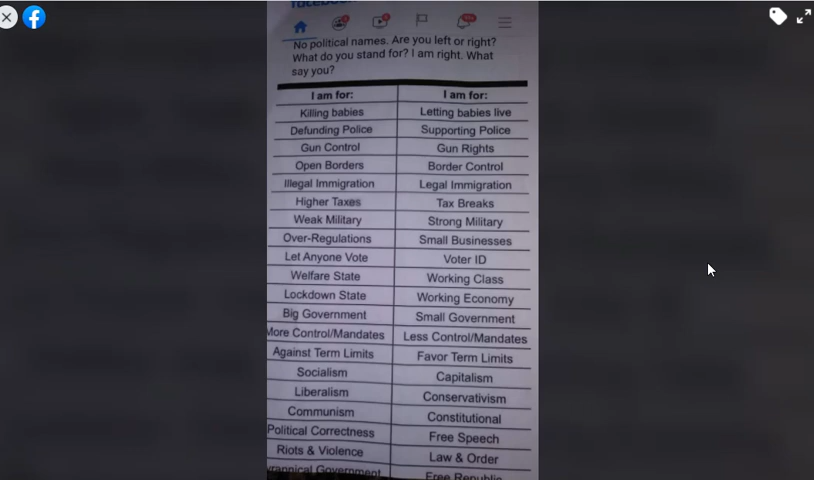 No political names. Are you left or right?
What do you stand for? I am right. What
say you?
I am for: I am for:
Killing babies Letting babies live
Defunding Police Supporting Police
Gun Control Gun Rights
Open Borders Border Control
Illegal Immigration Legal Immigration
Higher Taxes Tax Breaks
Weak Military Strong Military
Over-Regulations Small Businesses
Let Anyone Vote Voter ID
Welfare State Working Class
Lockdown State Working Economy
Big Government Small Government
More Control/Mandates Less Control/Mandates
Against Term Limits Favor Term Limits
Socialism Capitalism
Liberalism Conservativism
Communism Constitutional
Political Correctness Free Speech
Riots & Violence Law & Order
Government Free Republic